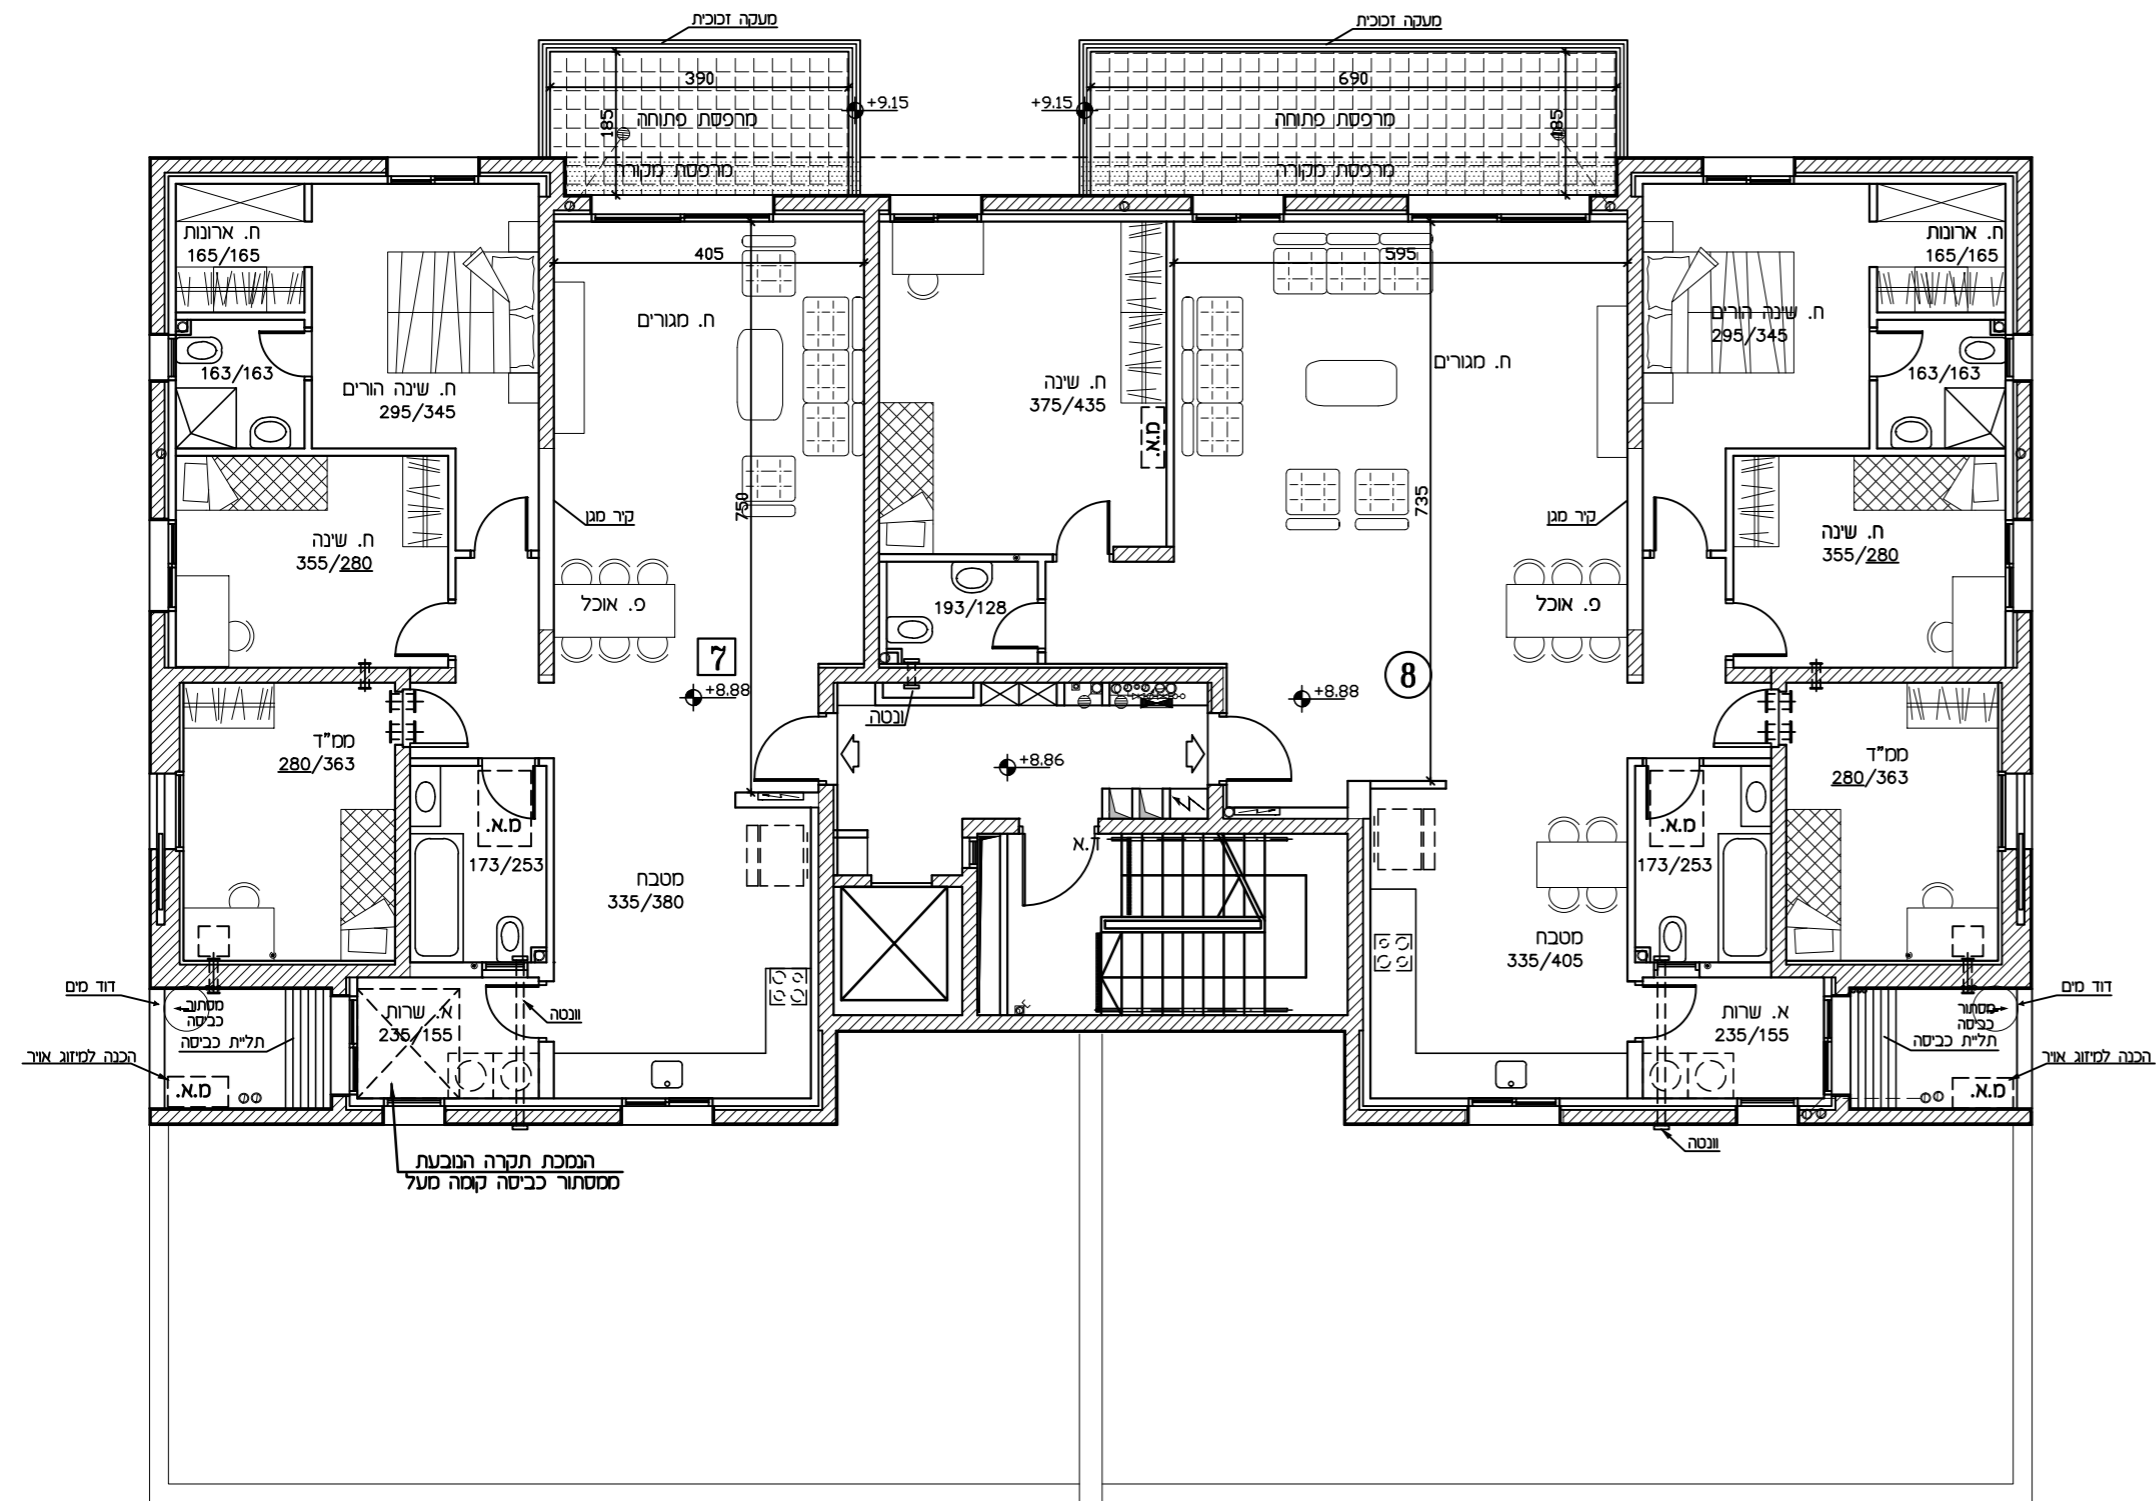 מעקה זכוכית
מעקה זכוכית
390
690
+9.15
+9.15
185
185
מרפסת פתוחה
מרפסת פתוחה
מרפסת מקורה
מרפסת מקורה
ח. ארונות
165/165
405
595
ח. ארונות
165/165
ח. מגורים
ח. שינה הורים
295/345
163/163
ח. שינה הורים
295/345
ח. שינה
375/435
ח. מגורים
163/163
מ.א.
750
735
קיר מגן
קיר מגן
ח. שינה
355/280
ח. שינה
355/280
פ. אוכל
193/128
פ. אוכל
7
8
+8.88
+8.88
ונטה
ממ"ד
280/363
+8.86
ממ"ד
280/363
מ.א.
173/253
מ.א.
173/253
ד.א
מטבח
335/380
מטבח
335/405
דוד מים
מסתור
כביסה
תליית כביסה
א. שרות
235/155
וונטה
א. שרות
235/155
דוד מים
מסתור
כביסה
תליית כביסה
הכנה למיזוג אויר
מ.א.
הכנה למיזוג אויר
מ.א.
וונטה
הנמכת תקרה הנובעת
ממסתור כביסה קומה מעל